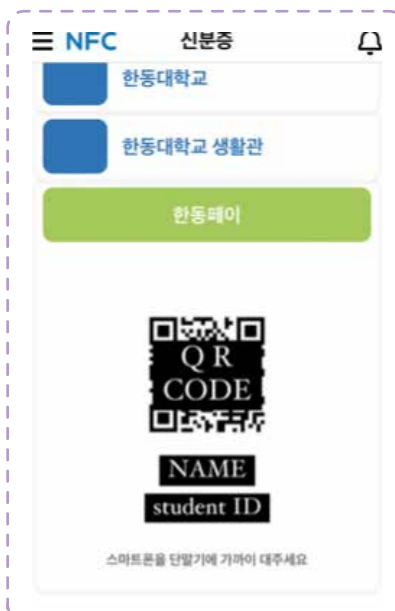 NFC 신분증
한동대학교
한동대학교 생활관
한동페이
QR
CODE
NAME
student ID
스마트폰을 단말기에 가까이 대주세요